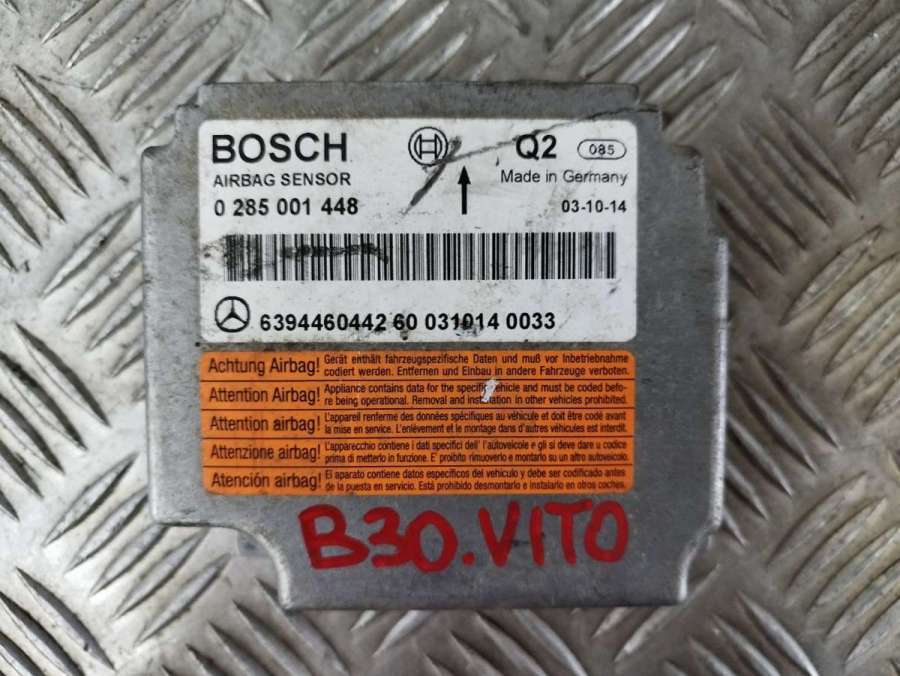 BOSCH Q2 085
AIRBAG SENSOR Made in Germany
0 285 001 448 03-10-14
6394460442 60 031014 0033
Achtung Airbag! Gerät enthält fahrzeugspezifische Daten und muß vor Inbetriebnahme
codiert werden. Entfernen und Einbau in andere Fahrzeuge verboten.
Attention Airbag! Appliance contains data for the specific vehicle and must be coded befo-
re being operational. Removal and installation in other vehicles prohibited.
Attention airbag! L'appareil renferme des données spécifiques au véhicule et doit être codé avant
la mise en service. L'enlèvement et le montage dans d'autres véhicules est interdit.
Attenzione airbag! L'apparecchio contiene i dati specifici dell' l'autoveicole e gli si deve dare u codice
prima di metterlo in funzione. E' proibito rimuoverlo e montarlo su un altro autoveicolo.
Atención airbag! El aparato contiene datos específicos del vehículo y debe ser codificado antes
de la puesta en servicio. Está prohibido desmontarlo e instalarlo en otros coches.
B30.VITO